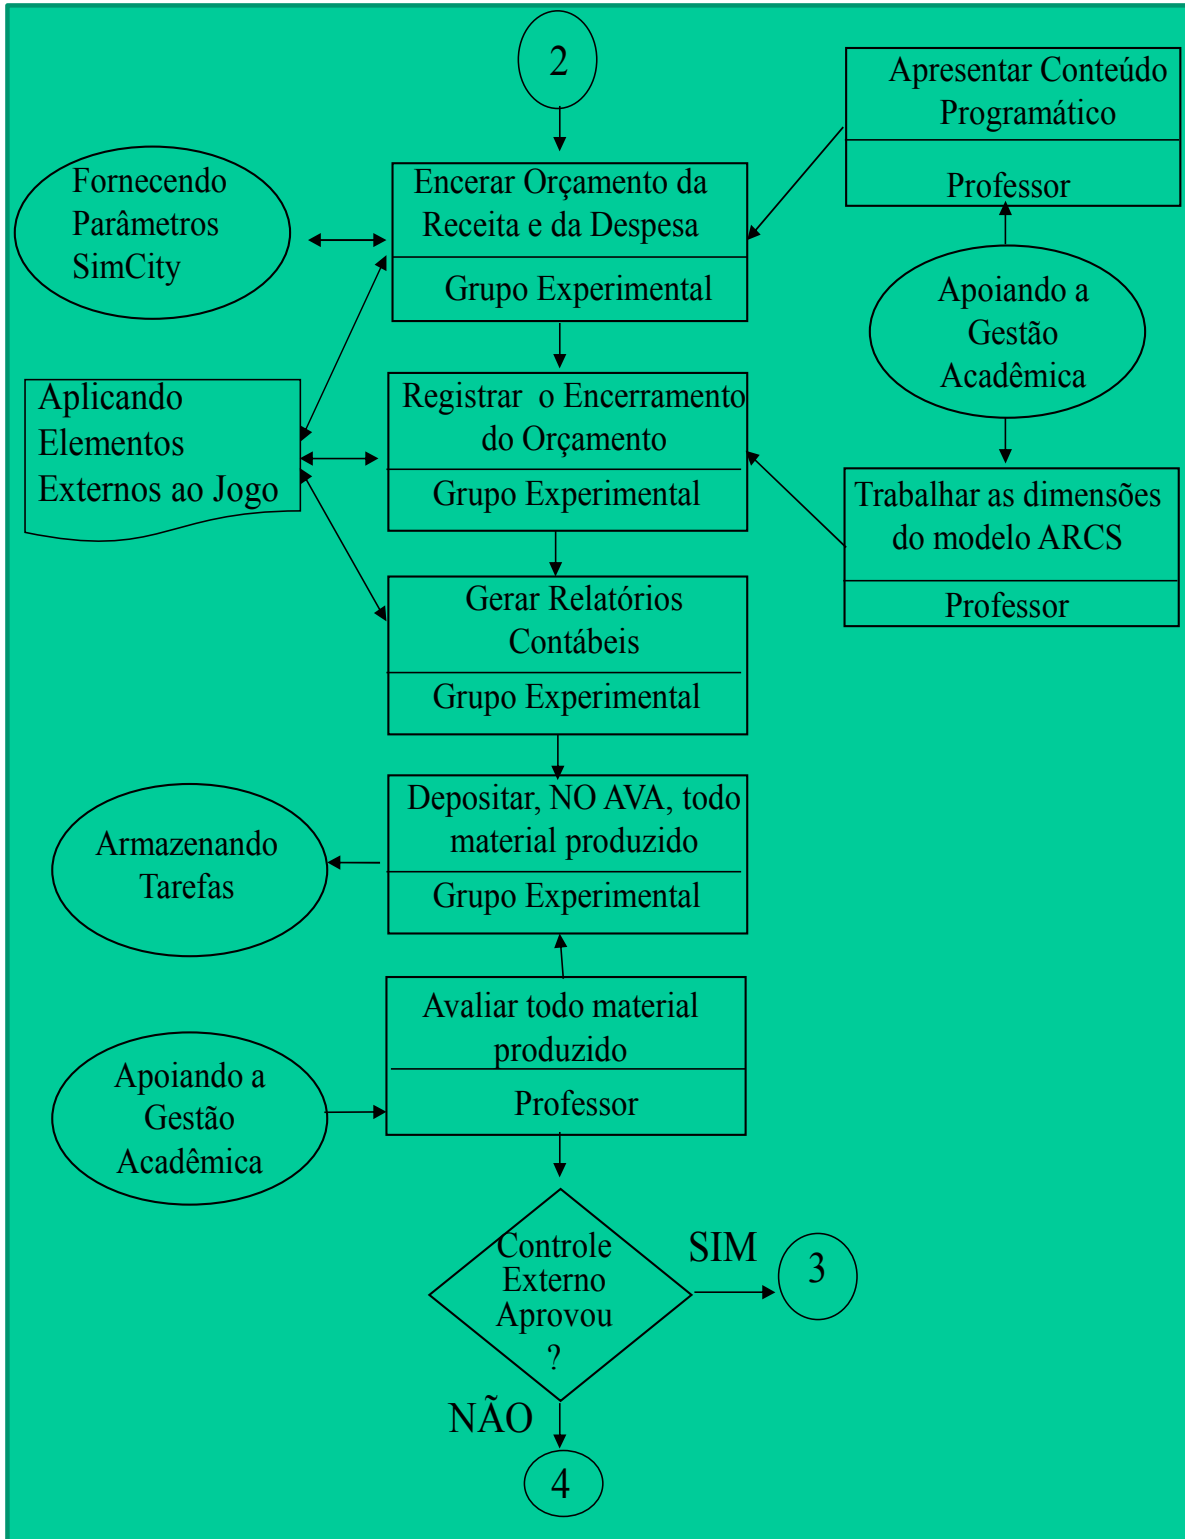 2
Apresentar Conteúdo
Programático
Professor
Fornecendo
Parâmetros
SimCity
Encerar Orçamento da
Receita e da Despesa
Grupo Experimental
Apoiando a
Gestão
Acadêmica
Aplicando
Elementos
Externos ao Jogo
Registrar o Encerramento
do Orçamento
Grupo Experimental
Trabalhar as dimensões
do modelo ARCS
Professor
Gerar Relatórios
Contábeis
Grupo Experimental
Depositar, NO AVA, todo
material produzido
Grupo Experimental
Armazenando
Tarefas
Avaliar todo material
produzido
Professor
Apoiando a
Gestão
Acadêmica
Controle
Externo
Aprovou
?
SIM
3
NÃO
4